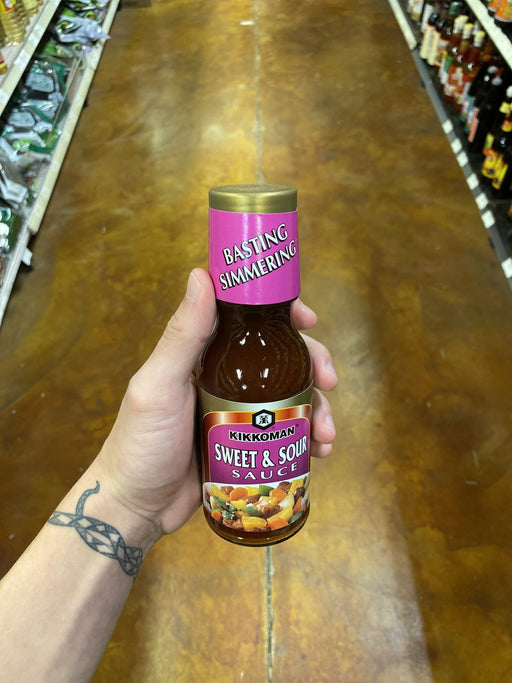 BASTING
SIMMERING
KIKKOMAN
SWEET & SOUR
SAUCE